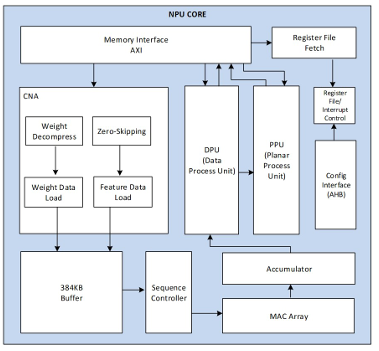 NPU CORE
Memory Interface
AXI
Register File
Fetch
CNA
Weight
Decompress
Zero-Skipping
Weight Data
Load
Feature Data
Load
DPU
(Data
Process Unit)
PPU
(Planar
Process
Unit)
Register
File/
Interrupt
Control
Config
Interface
(AHB)
384KB
Buffer
Sequence
Controller
Accumulator
MAC Array